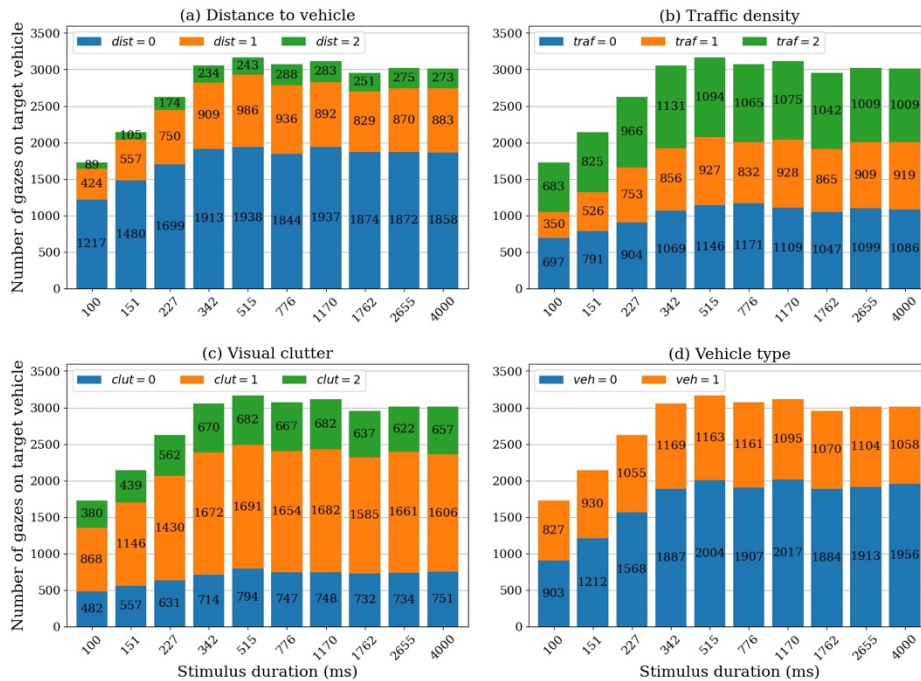 (a) Distance to vehicle
dist = 0 dist = 1 dist = 2
Number of gazes on target vehicle
3500
3000
2500
2000
1500
1000
500
0
89 105 174 234 243 288 283 251 275 273
424 557 750 909 986 936 892 829 870 883
1217 1480 1699 1913 1938 1844 1937 1874 1872 1858
100 151 227 342 515 776 1170 1762 2655 4000
(b) Traffic density
traf = 0 traf = 1 traf = 2
3500
3000
2500
2000
1500
1000
500
0
683 825 966 1131 1094 1065 1075 1042 1009 1009
350 526 753 856 927 832 928 865 909 919
697 791 904 1069 1146 1171 1109 1047 1099 1086
100 151 227 342 515 776 1170 1762 2655 4000
(c) Visual clutter
clut = 0 clut = 1 clut = 2
Number of gazes on target vehicle
3500
3000
2500
2000
1500
1000
500
0
380 439 562 670 682 667 682 637 622 657
868 1146 1430 1672 1691 1654 1682 1585 1661 1606
482 557 631 714 794 747 748 732 734 751
100 151 227 342 515 776 1170 1762 2655 4000
Stimulus duration (ms)
(d) Vehicle type
veh = 0 veh = 1
3500
3000
2500
2000
1500
1000
500
0
827 930 1055 1169 1163 1161 1095 1070 1104 1058
903 1212 1568 1887 2004 1907 2017 1884 1913 1956
100 151 227 342 515 776 1170 1762 2655 4000
Stimulus duration (ms)